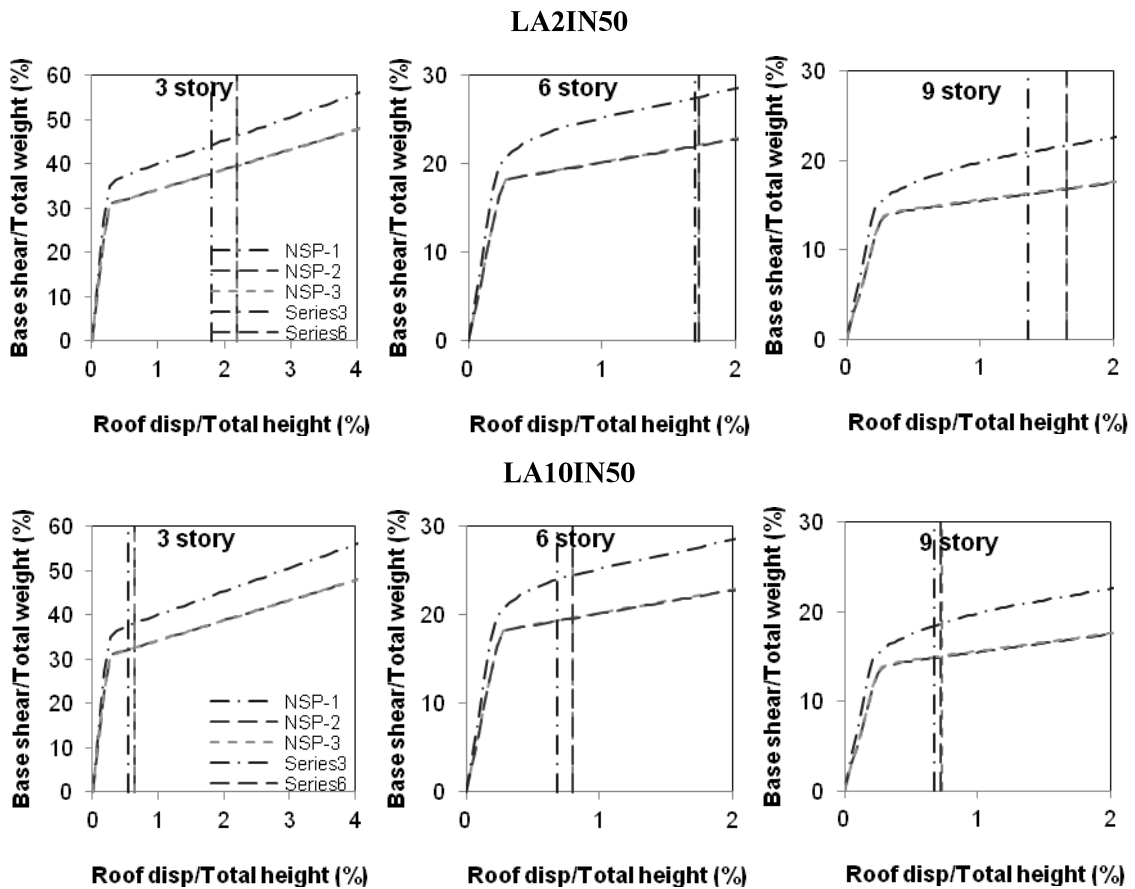 LA2IN50
Base shear/Total weight (%)
60
50
40
30
20
10
0
3 story
NSP-1
NSP-2
NSP-3
Series3
Series6
0 1 2 3 4
Roof disp/Total height (%)
Base shear/Total weight (%)
30
20
10
0
6 story
0 1 2
Roof disp/Total height (%)
Base shear/Total weight (%)
30
20
10
0
9 story
0 1 2
Roof disp/Total height (%)
LA10IN50
Base shear/Total weight (%)
60
50
40
30
20
10
0
3 story
NSP-1
NSP-2
NSP-3
Series3
Series6
0 1 2 3 4
Roof disp/Total height (%)
Base shear/Total weight (%)
30
20
10
0
6 story
0 1 2
Roof disp/Total height (%)
Base shear/Total weight (%)
30
20
10
0
9 story
0 1 2
Roof disp/Total height (%)